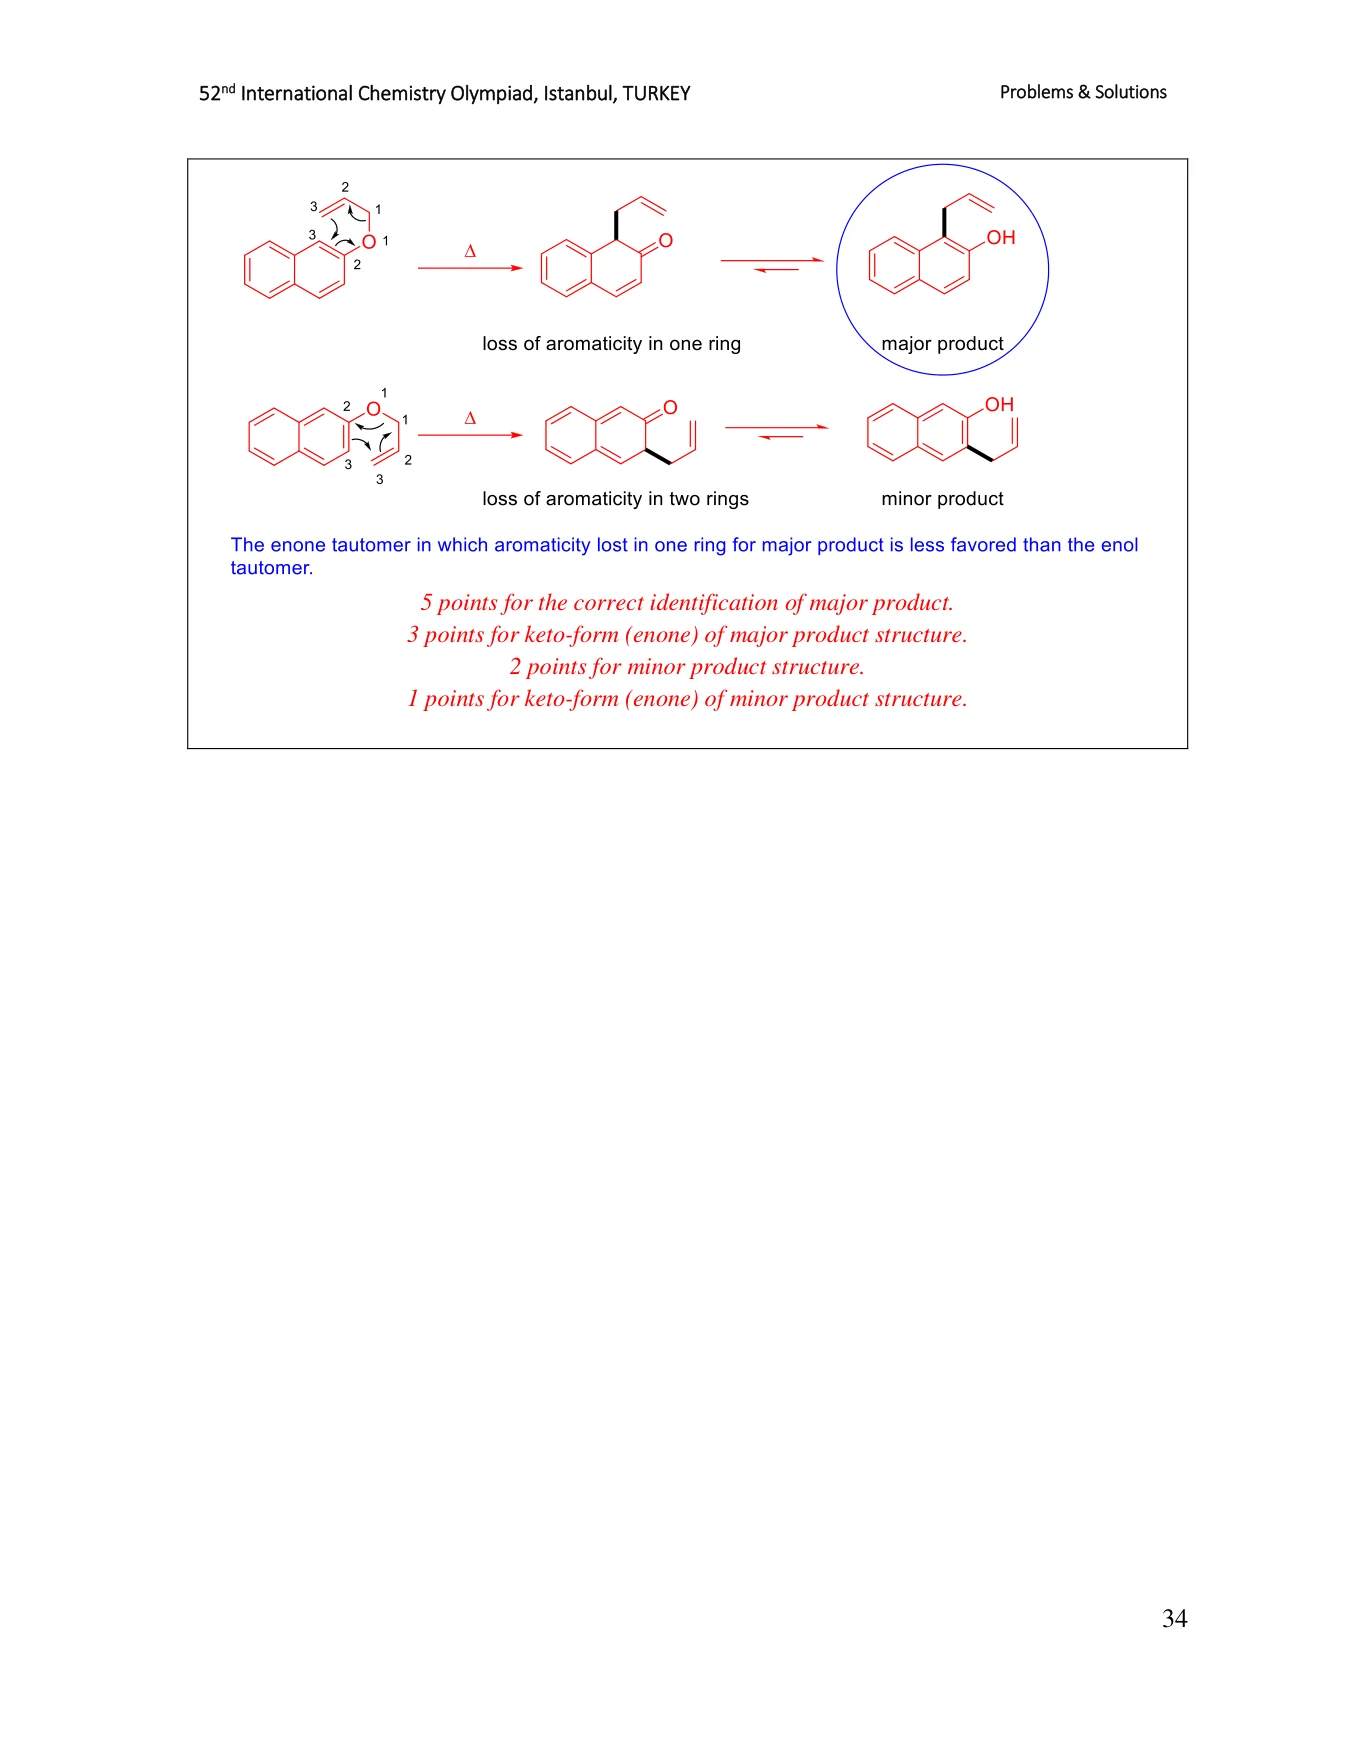 52nd International Chemistry Olympiad, Istanbul, TURKEY Problems & Solutions
2
3 1
3 O 1
2
Δ
O
OH
loss of aromaticity in one ring major product
1
2 O
1
3 2
3
Δ
O
OH
loss of aromaticity in two rings minor product
The enone tautomer in which aromaticity lost in one ring for major product is less favored than the enol
tautomer.
5 points for the correct identification of major product.
3 points for keto-form (enone) of major product structure.
2 points for minor product structure.
1 points for keto-form (enone) of minor product structure.
34